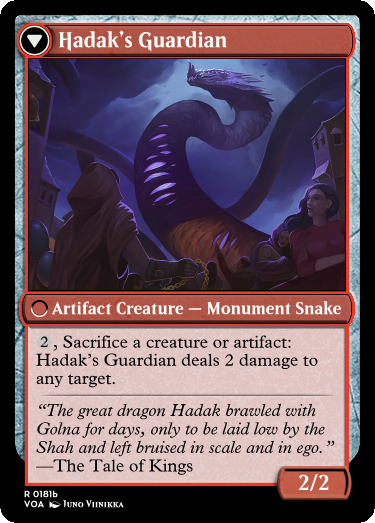 Hadak's Guardian
Artifact Creature — Monument Snake
2, Sacrifice a creature or artifact:
Hadak's Guardian deals 2 damage to
any target.
“The great dragon Hadak brawled with
Golna for days, only to be laid low by the
Shah and left bruised in scale and in ego.”
—The Tale of Kings
2/2
R 0181b
VOA Juno Viinikka